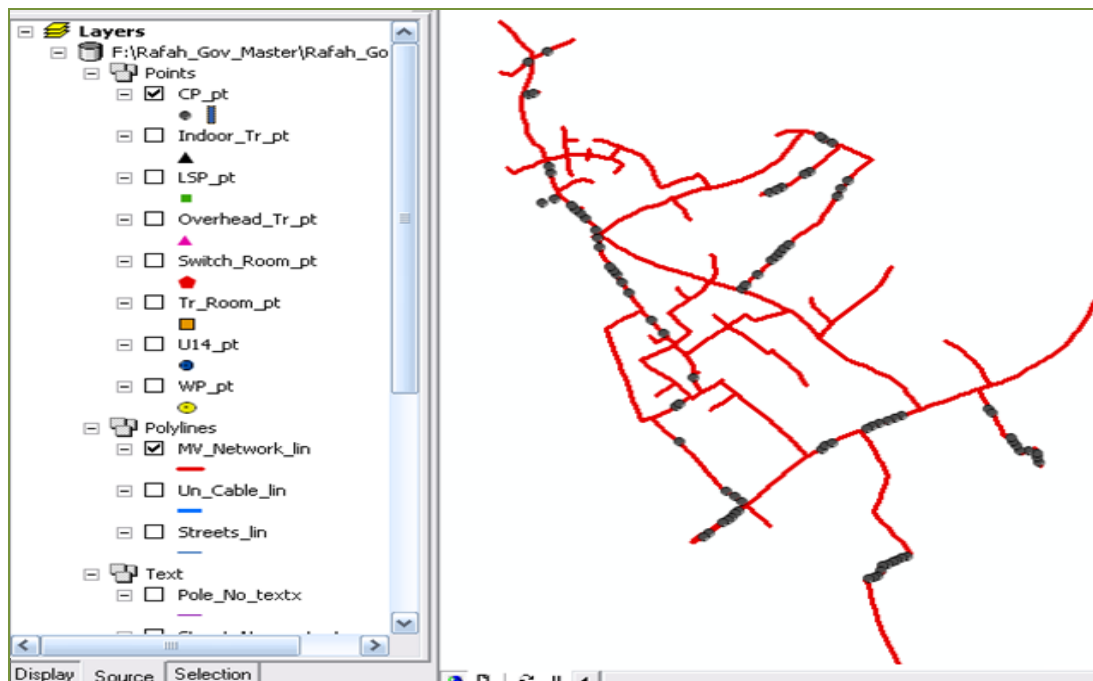 Layers
F:\Rafah_Gov_Master\Rafah_Go
Points
CP_pt
Indoor_Tr_pt
LSP_pt
Overhead_Tr_pt
Switch_Room_pt
Tr_Room_pt
U14_pt
WP_pt
Polylines
MV_Network_lin
Un_Cable_lin
Streets_lin
Text
Pole_No_textx
Display Source Selection